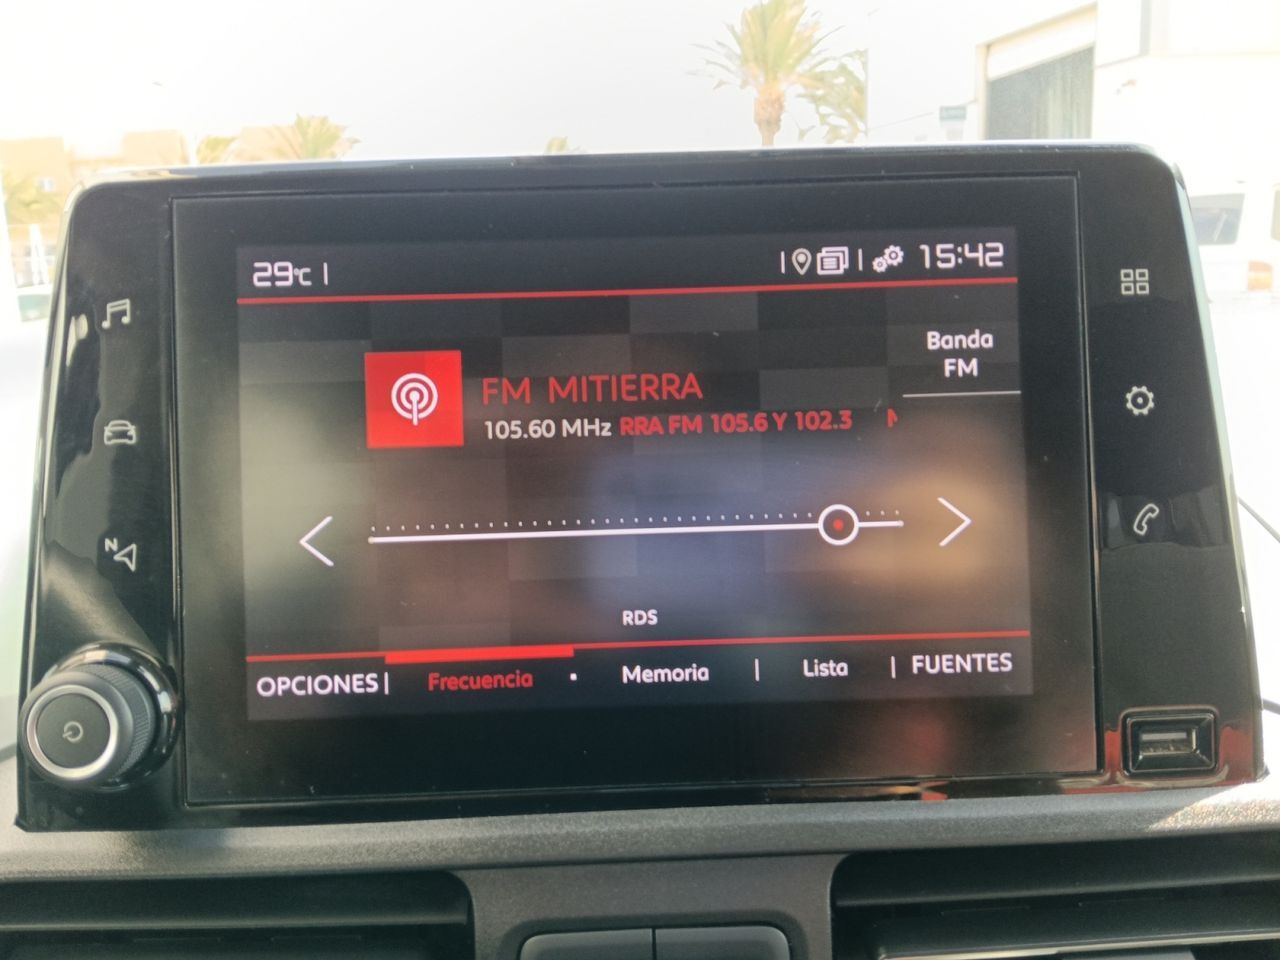 29°C
15:42
Banda
FM
FM MITIERRA
105.60 MHz RRA FM 105.6 Y 102.3
N
RDS
OPCIONES Frecuencia Memoria Lista FUENTES